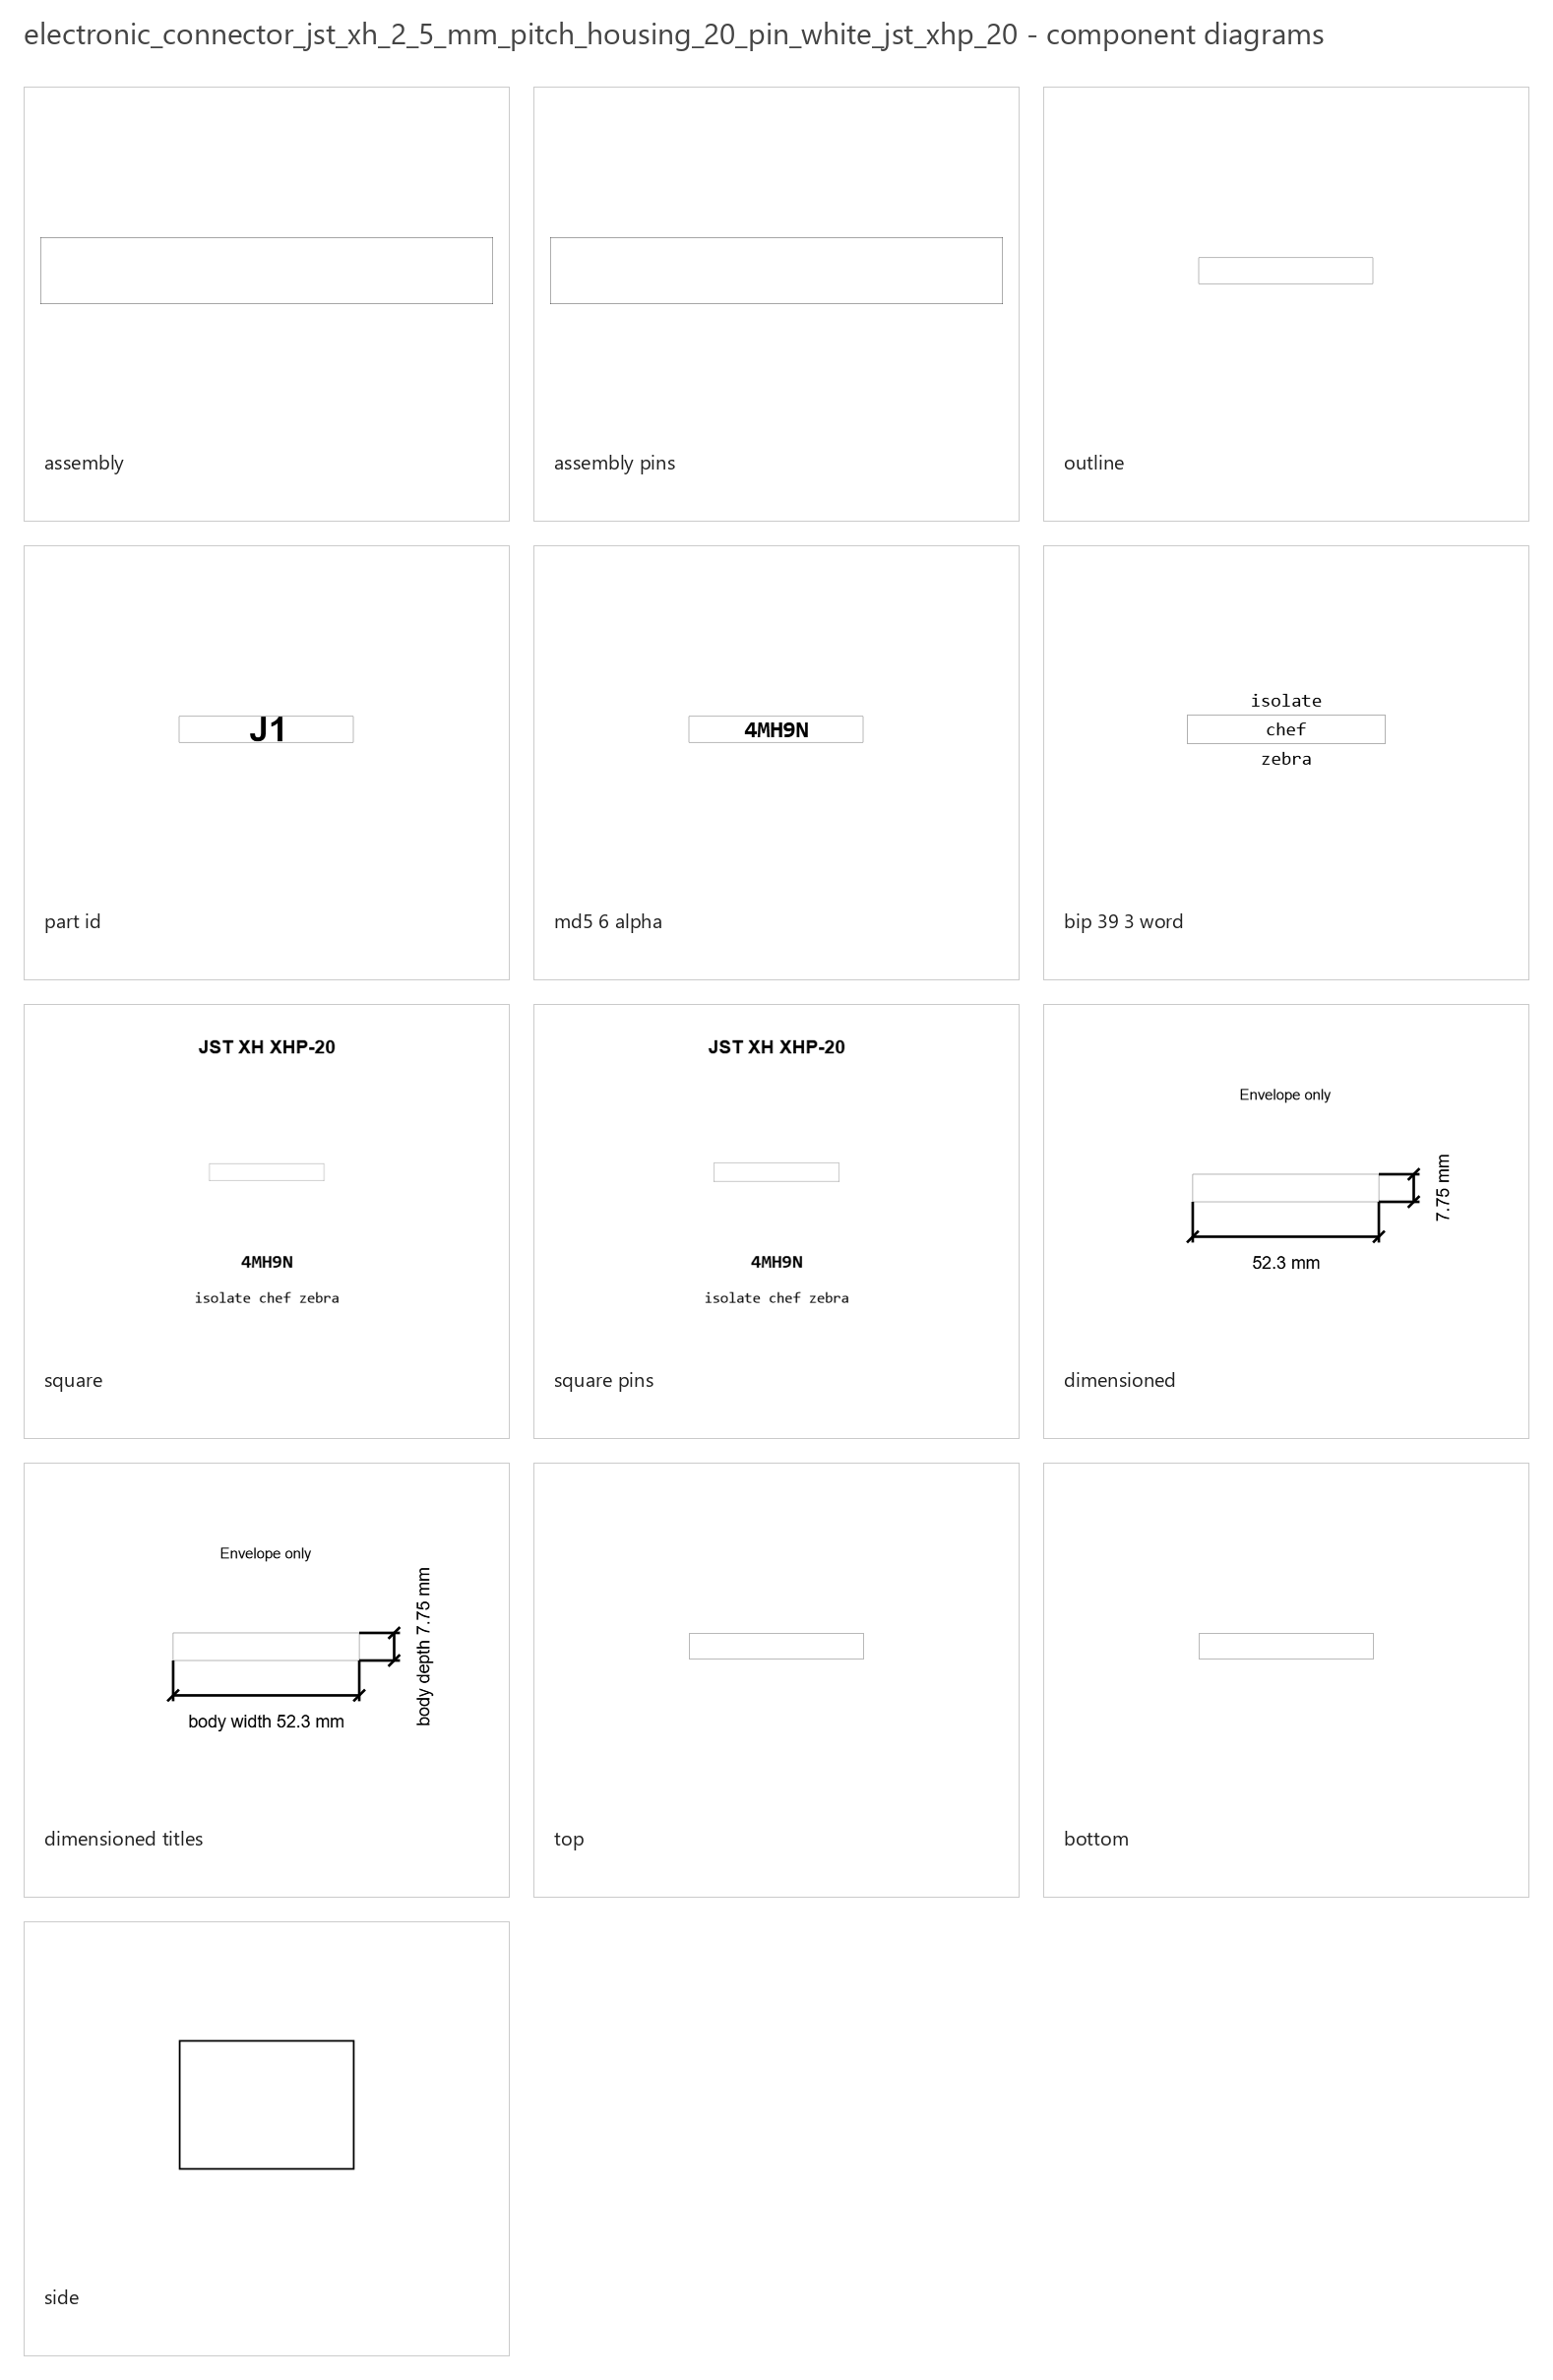 electronic_connector_jst_xh_2_5_mm_pitch_housing_20_pin_white_jst_xhp_20 - component diagrams
assembly
assembly pins
outline
J1
part id
4MH9N
md5 6 alpha
isolate
chef
zebra
bip 39 3 word
JST XH XHP-20
4MH9N
isolate chef zebra
square
JST XH XHP-20
4MH9N
isolate chef zebra
square pins
Envelope only
7.75 mm
52.3 mm
dimensioned
Envelope only
body depth 7.75 mm
body width 52.3 mm
dimensioned titles
top
bottom
side